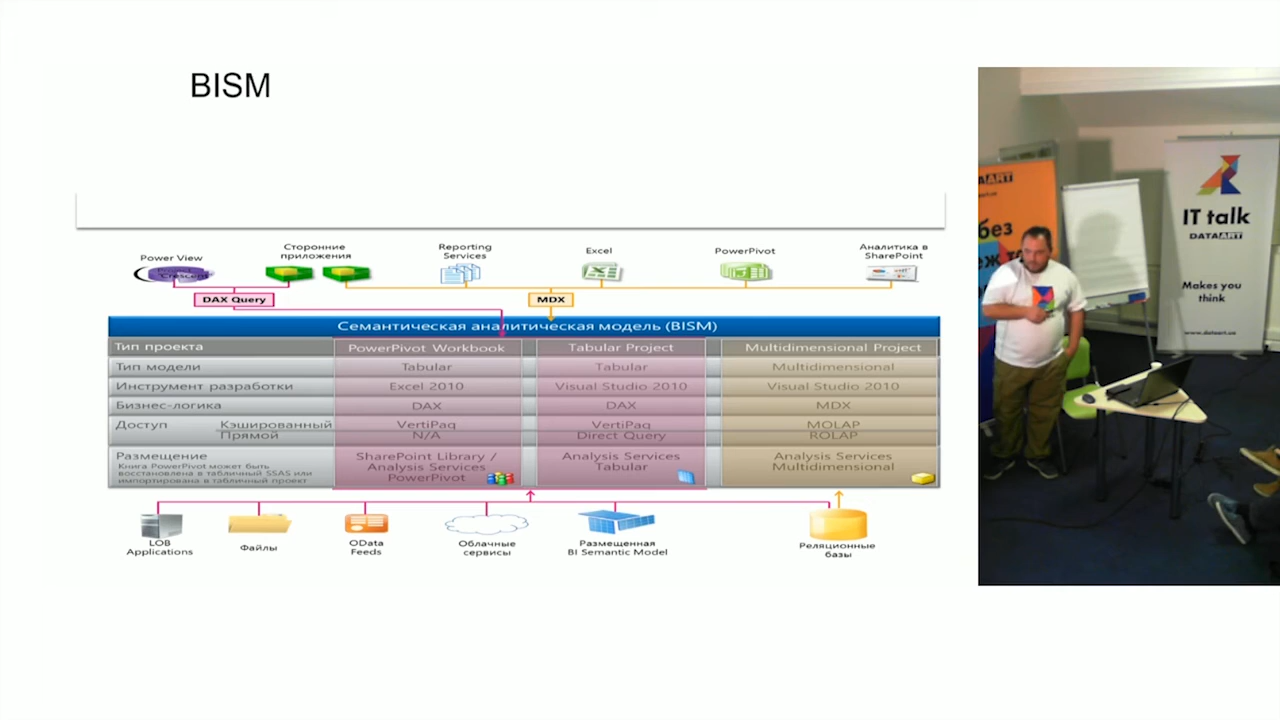 BISM
Power View
Сторонние
приложения
Reporting
Services
Excel
PowerPivot
Аналитика в
SharePoint
DAX Query
MDX
Семантическая аналитическая модель (BISM)
Тип проекта PowerPivot Workbook Tabular Project Multidimensional Project
Тип модели Tabular Tabular Multidimensional
Инструмент разработки Excel 2010 Visual Studio 2010 Visual Studio 2010
Бизнес-логика DAX DAX MDX
Доступ Кэшированный VertiPaq VertiPaq MOLAP
Прямой N/A Direct Query ROLAP
Размещение SharePoint Library / Analysis Services Analysis Services
Книга PowerPivot может быть Analysis Services Tabular Multidimensional
восстановлена в табличный SSAS или PowerPivot
импортирована в табличный проект
LOB
Applications
Файлы
OData
Feeds
Облачные
сервисы
Размещенная
BI Semantic Model
Реляционные
базы
без
IT talk
DATAART
Makes you
think
www.dataart.ua